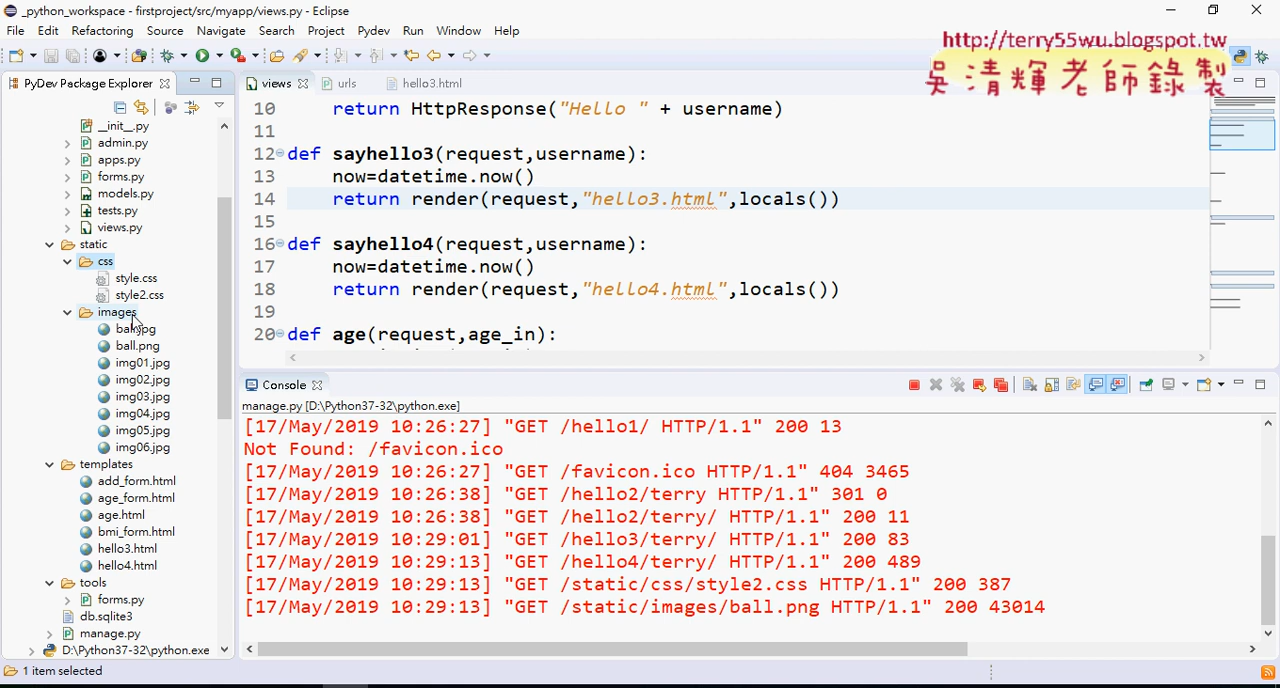 _python_workspace - firstproject/src/myapp/views.py - Eclipse
File Edit Refactoring Source Navigate Search Project Pydev Run Window Help
http://terry55wu.blogspot.tw
吳清輝老師錄製
PyDev Package Explorer
__init__.py
admin.py
apps.py
forms.py
models.py
tests.py
views.py
static
css
style.css
style2.css
images
ball.png
img01.jpg
img02.jpg
img03.jpg
img04.jpg
img05.jpg
img06.jpg
templates
add_form.html
age_form.html
age.html
bmi_form.html
hello3.html
hello4.html
tools
forms.py
db.sqlite3
manage.py
D:\Python37-32\python.exe
views urls hello3.html
10 return HttpResponse("Hello " + username)
11
12 def sayhello3(request,username):
13 now=datetime.now()
14 return render(request,"hello3.html",locals())
15
16 def sayhello4(request,username):
17 now=datetime.now()
18 return render(request,"hello4.html",locals())
19
20 def age(request,age_in):
Console
manage.py [D:\Python37-32\python.exe]
[17/May/2019 10:26:27] "GET /hello1/ HTTP/1.1" 200 13
Not Found: /favicon.ico
[17/May/2019 10:26:27] "GET /favicon.ico HTTP/1.1" 404 3465
[17/May/2019 10:26:38] "GET /hello2/terry HTTP/1.1" 301 0
[17/May/2019 10:26:38] "GET /hello2/terry/ HTTP/1.1" 200 11
[17/May/2019 10:29:01] "GET /hello3/terry/ HTTP/1.1" 200 83
[17/May/2019 10:29:13] "GET /hello4/terry/ HTTP/1.1" 200 489
[17/May/2019 10:29:13] "GET /static/css/style2.css HTTP/1.1" 200 387
[17/May/2019 10:29:13] "GET /static/images/ball.png HTTP/1.1" 200 43014
1 item selected